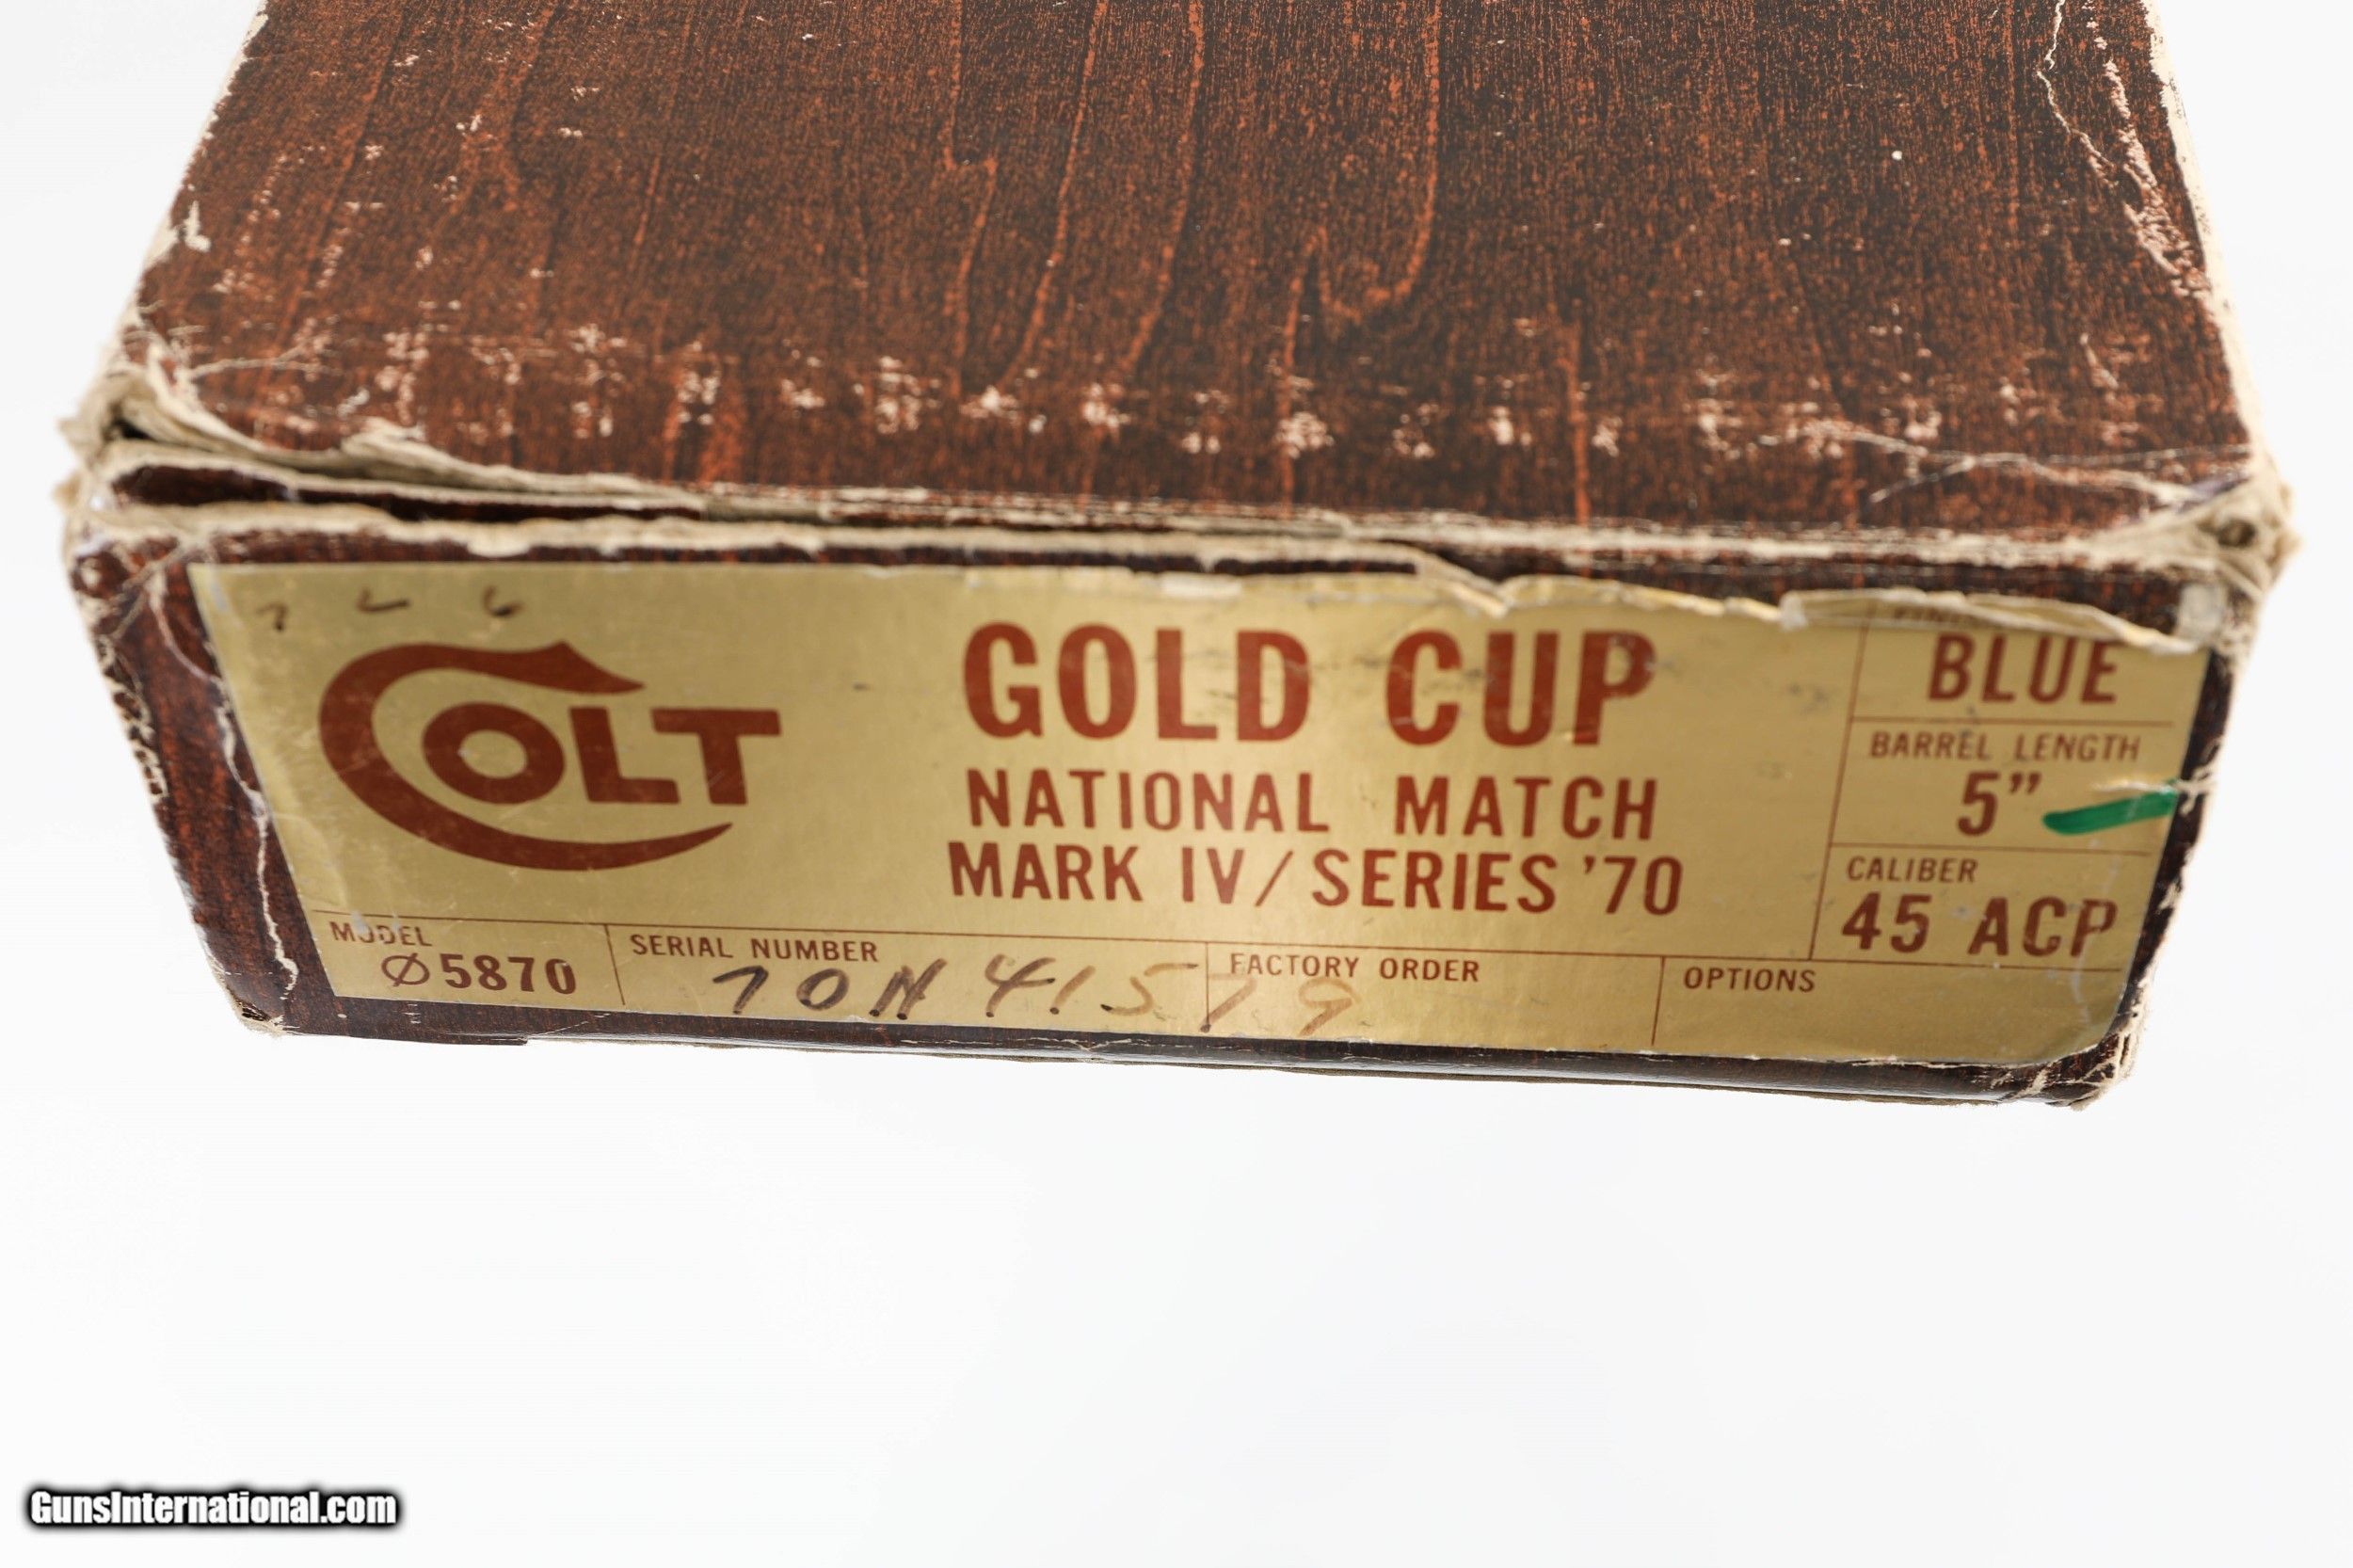 COLT
GOLD CUP
NATIONAL MATCH
MARK IV/SERIES '70
BLUE
BARREL LENGTH
5"
CALIBER
45 ACP
MODEL
Ø5870
SERIAL NUMBER
70N41579
FACTORY ORDER
OPTIONS
GunsInternational.com